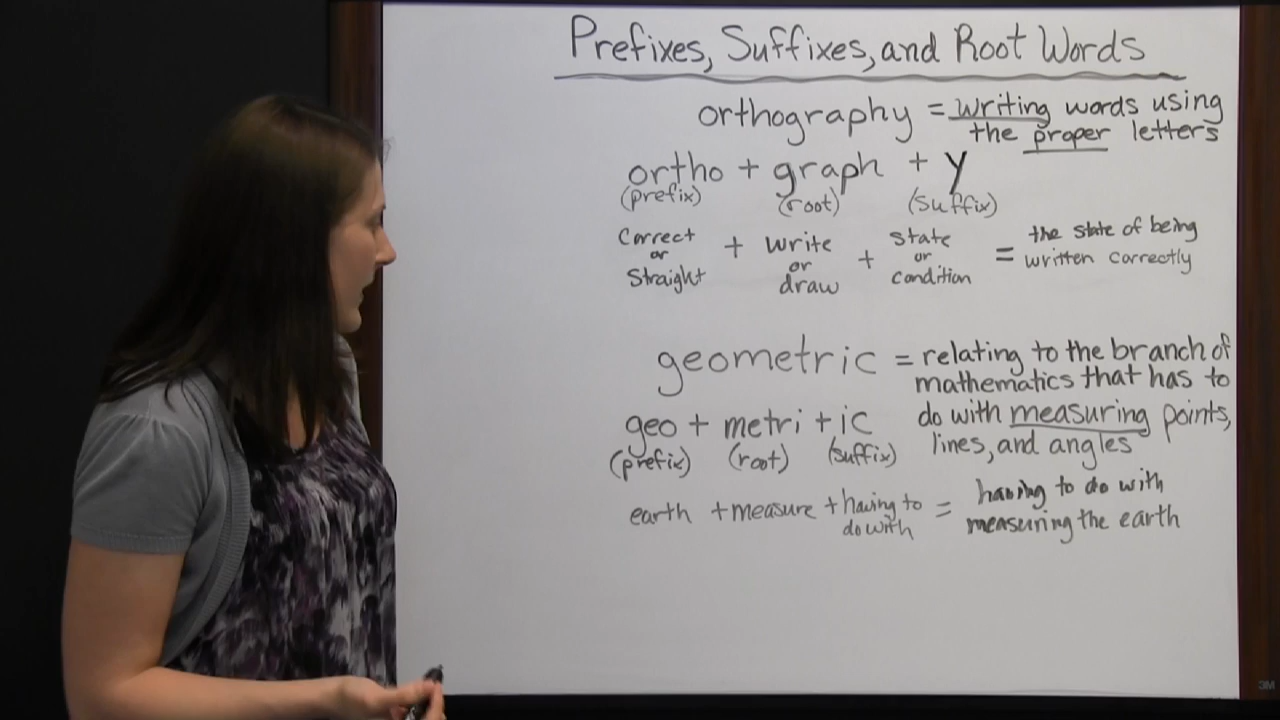 Prefixes, Suffixes, and Root Words
orthography = writing words using
the proper letters
ortho + graph + y
(prefix) (root) (suffix)
Correct or Straight + write or draw + state or condition = the state of being written correctly
geometric = relating to the branch of
mathematics that has to
do with measuring points,
lines, and angles
geo + metri + ic
(prefix) (root) (suffix)
earth + measure + having to do with = having to do with measuring the earth
3M